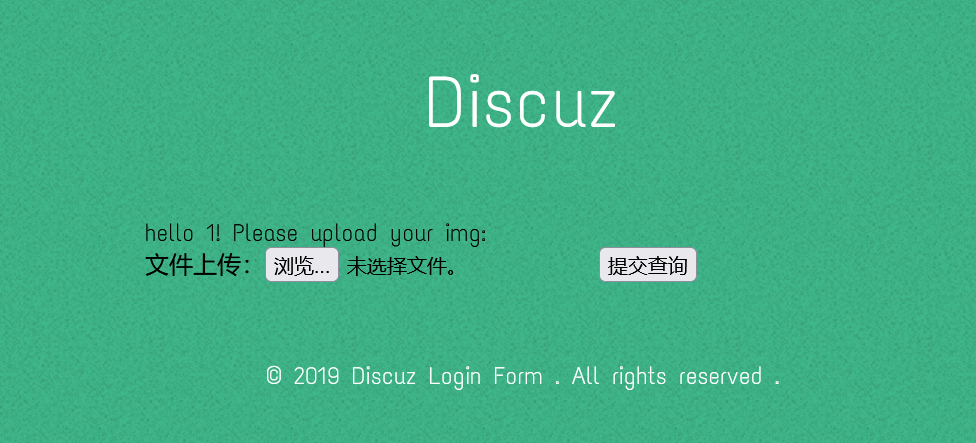 Discuz
hello 1! Please upload your img:
文件上传： 浏览... 未选择文件。 提交查询
© 2019 Discuz Login Form . All rights reserved .